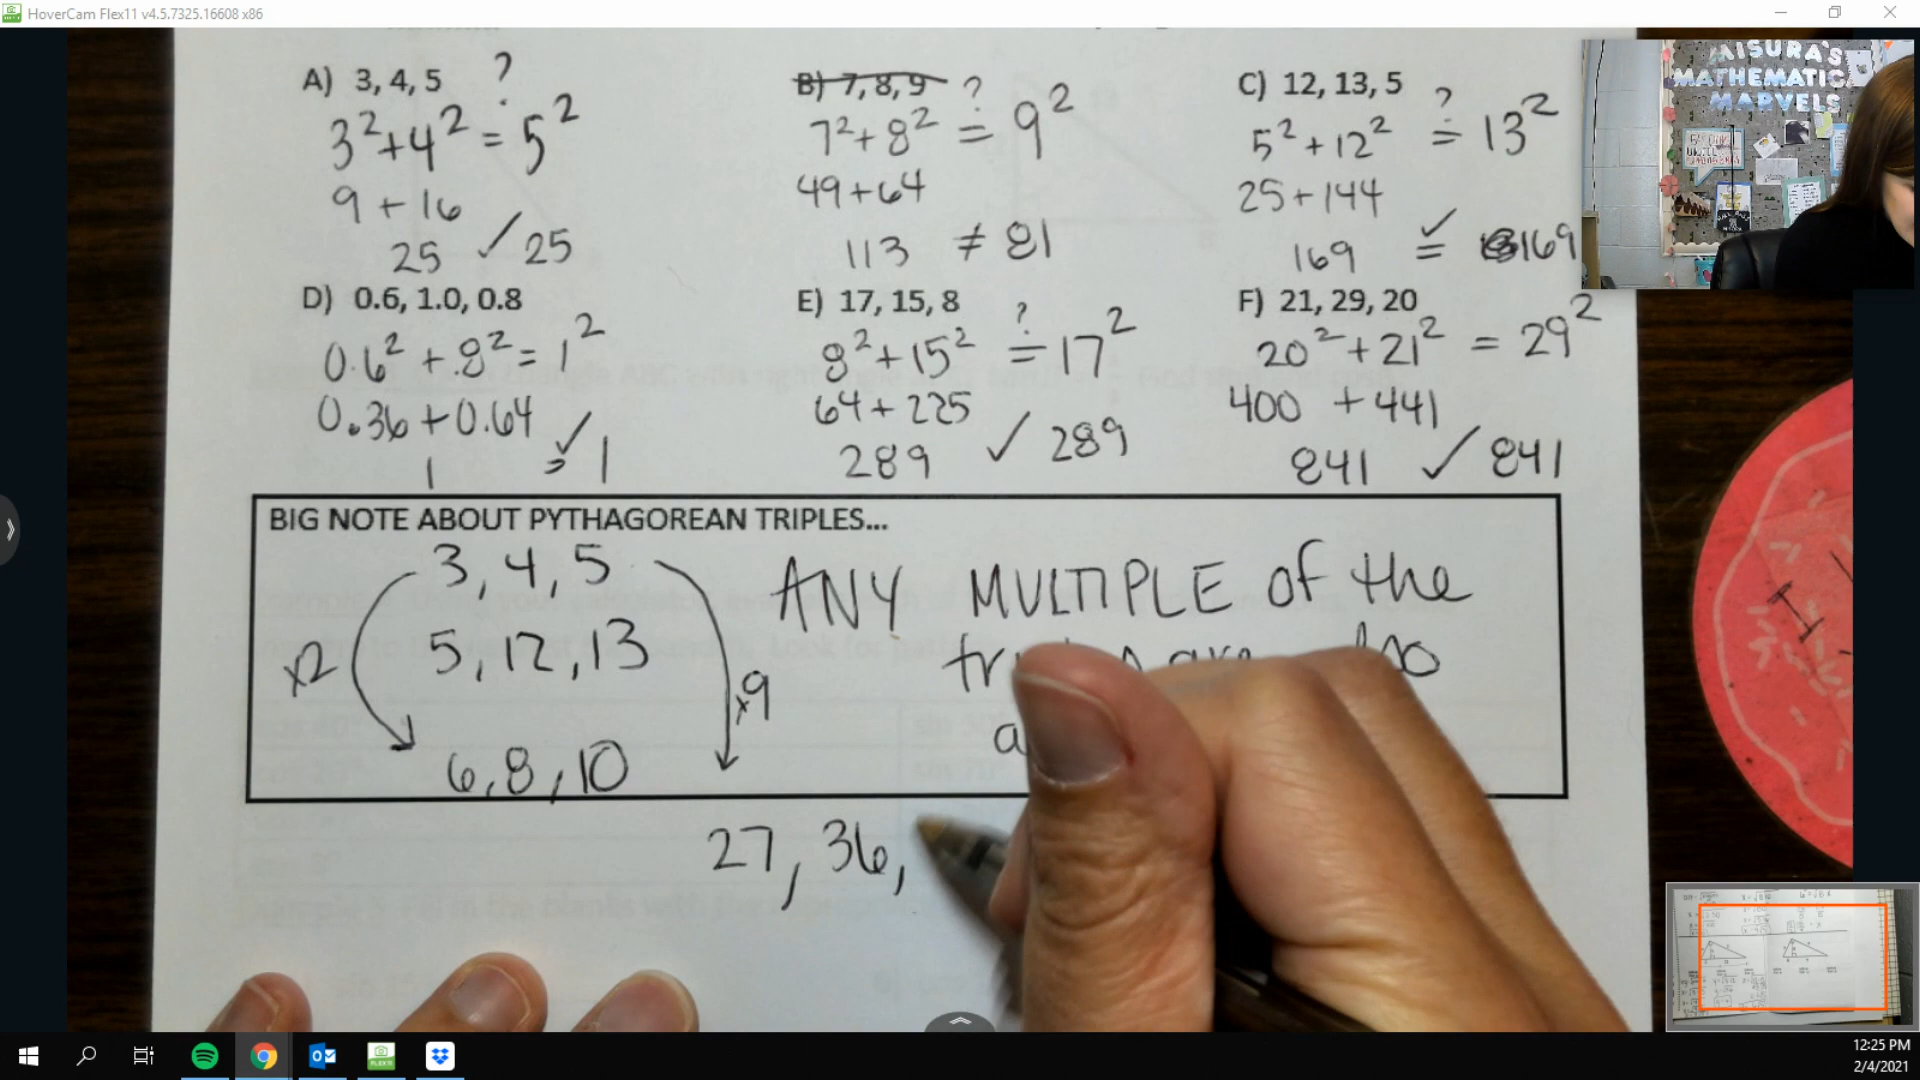 HoverCam Flex11 v4.5.7325.16608 x86
A) 3, 4, 5 ?
3² + 4² = 5²
9 + 16
25 ✓ 25
B) 7, 8, 9 ?
7² + 8² = 9²
49 + 64
113 ≠ 81
C) 12, 13, 5 ?
5² + 12² = 13²
25 + 144
169 = ✓ 169
D) 0.6, 1.0, 0.8
0.6² + .8² = 1²
0.36 + 0.64
1 = ✓ 1
E) 17, 15, 8 ?
8² + 15² = 17²
64 + 225
289 ✓ 289
F) 21, 29, 20
20² + 21² = 29²
400 + 441
841 ✓ 841
BIG NOTE ABOUT PYTHAGOREAN TRIPLES...
3, 4, 5
5, 12, 13
x2
x9
6, 8, 10
27, 36,
ANY MULTIPLE of the
MISURA'S
MATHEMATIC
MARVELS
12:25 PM
2/4/2021